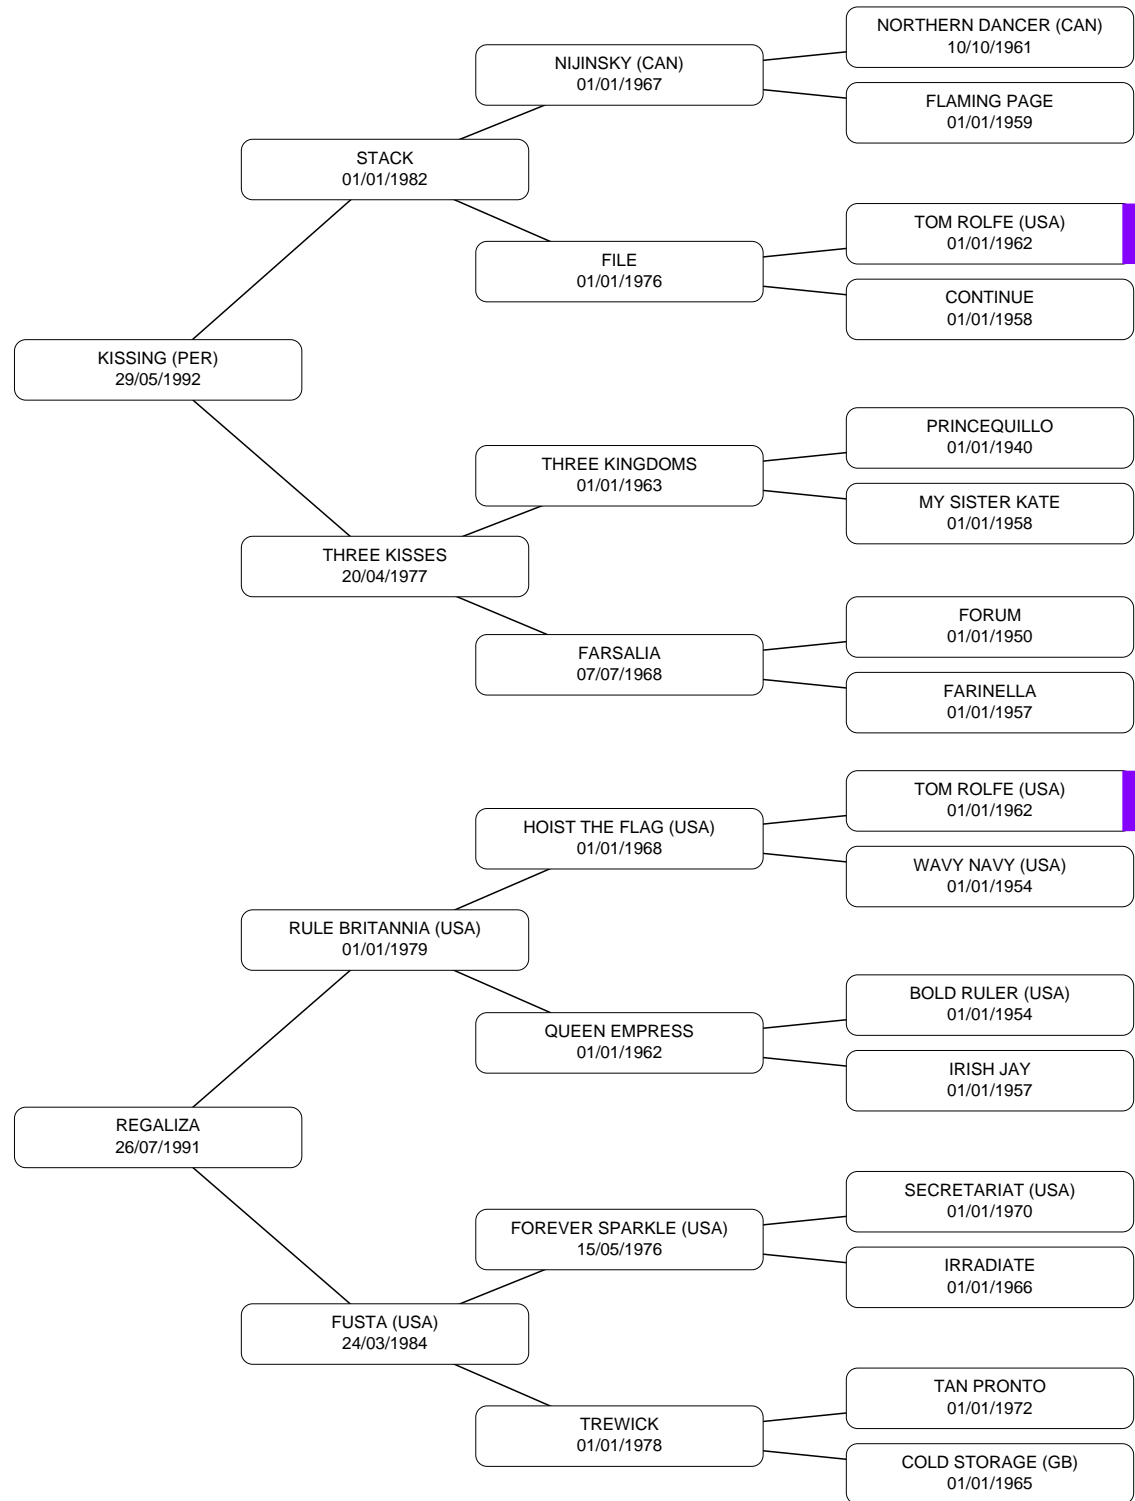 NORTHERN DANCER (CAN)
10/10/1961
NIJINSKY (CAN)
01/01/1967
FLAMING PAGE
01/01/1959
STACK
01/01/1982
TOM ROLFE (USA)
01/01/1962
FILE
01/01/1976
CONTINUE
01/01/1958
KISSING (PER)
29/05/1992
PRINCEQUILLO
01/01/1940
THREE KINGDOMS
01/01/1963
MY SISTER KATE
01/01/1958
THREE KISSES
20/04/1977
FORUM
01/01/1950
FARSALIA
07/07/1968
FARINELLA
01/01/1957
TOM ROLFE (USA)
01/01/1962
HOIST THE FLAG (USA)
01/01/1968
WAVY NAVY (USA)
01/01/1954
RULE BRITANNIA (USA)
01/01/1979
BOLD RULER (USA)
01/01/1954
QUEEN EMPRESS
01/01/1962
IRISH JAY
01/01/1957
REGALIZA
26/07/1991
SECRETARIAT (USA)
01/01/1970
FOREVER SPARKLE (USA)
15/05/1976
IRRADIATE
01/01/1966
FUSTA (USA)
24/03/1984
TAN PRONTO
01/01/1972
TREWICK
01/01/1978
COLD STORAGE (GB)
01/01/1965